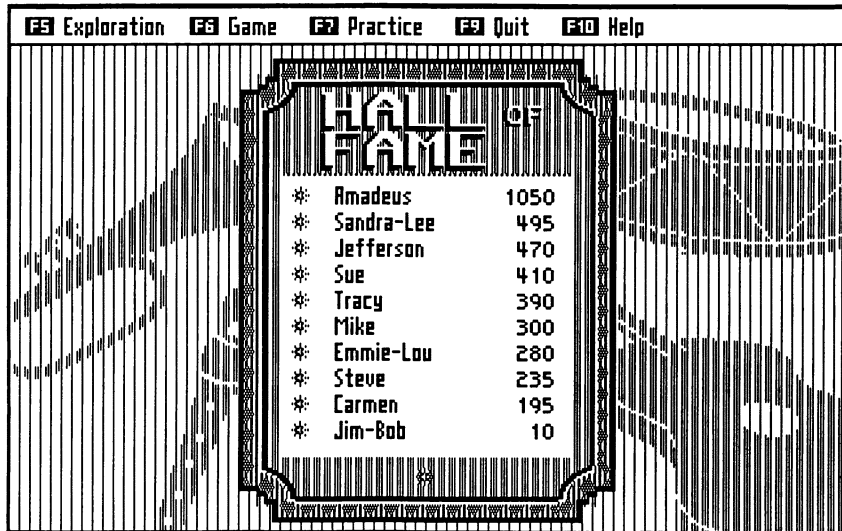 F5 Exploration F6 Game F7 Practice F9 Quit F10 Help
HALL OF
FAME
Amadeus 1050
Sandra-Lee 495
Jefferson 470
Sue 410
Tracy 390
Mike 300
Emmie-Lou 280
Steve 235
Carmen 195
Jim-Bob 10